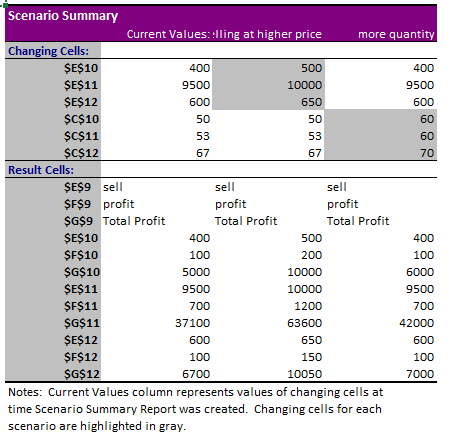 Scenario Summary
Current Values: :lling at higher price more quantity
Changing Cells:
$E$10 400 500 400
$E$11 9500 10000 9500
$E$12 600 650 600
$C$10 50 50 60
$C$11 53 53 60
$C$12 67 67 70
Result Cells:
$E$9 sell sell sell
$F$9 profit profit profit
$G$9 Total Profit Total Profit Total Profit
$E$10 400 500 400
$F$10 100 200 100
$G$10 5000 10000 6000
$E$11 9500 10000 9500
$F$11 700 1200 700
$G$11 37100 63600 42000
$E$12 600 650 600
$F$12 100 150 100
$G$12 6700 10050 7000
Notes: Current Values column represents values of changing cells at
time Scenario Summary Report was created. Changing cells for each
scenario are highlighted in gray.